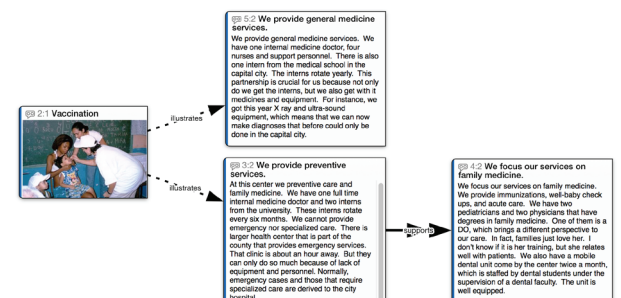 5:2 We provide general medicine
services.
We provide general medicine services. We
have one internal medicine doctor, four
nurses and support personnel. There is also
one intern from the medical school in the
capital city. The interns rotate yearly. This
partnership is crucial for us because not only
do we get the interns, but we also get with it
medicines and equipment. For instance, we
got this year X ray and ultra-sound
equipment, which means that we can now
make diagnoses that before could only be
done in the capital city.
2:1 Vaccination
illustrates
illustrates
3:2 We provide preventive
services.
At this center we preventive care and
family medicine. We have one full time
internal medicine doctor and two interns
from the university. These interns rotate
every six months. We cannot provide
emergency nor specialized care. There is
larger health center that is part of the
county that provides emergency services.
That clinic is about an hour away. But they
can only do so much because of lack of
equipment and personnel. Normally,
emergency cases and those that require
specialized care are derived to the city
hospital.
supports
4:2 We focus our services on
family medicine.
We focus our services on family medicine.
We provide immunizations, well-baby check
ups, and acute care. We have two
pediatricians and two physicians that have
degrees in family medicine. One of them is a
DO, which brings a different perspective to
our care. In fact, families just love her. I
don't know if it is her training, but she relates
well with patients. We also have a mobile
dental unit come by the center twice a month,
which is staffed by dental students under the
supervision of a dental faculty. The unit is
well equipped.